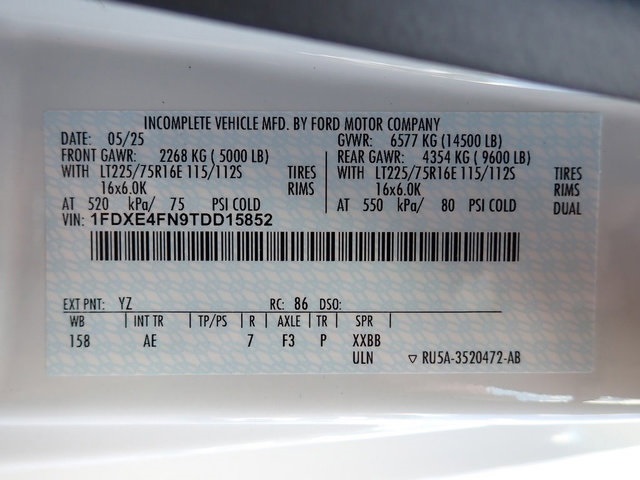 INCOMPLETE VEHICLE MFD. BY FORD MOTOR COMPANY
DATE: 05/25 GVWR: 6577 KG (14500 LB)
FRONT GAWR: 2268 KG ( 5000 LB) REAR GAWR: 4354 KG ( 9600 LB)
WITH LT225/75R16E 115/112S TIRES WITH LT225/75R16E 115/112S TIRES
16x6.0K RIMS 16x6.0K RIMS
AT 520 kPa/ 75 PSI COLD AT 550 kPa/ 80 PSI COLD DUAL
VIN: 1FDXE4FN9TDD15852
EXT PNT: YZ RC: 86 DSO:
WB | INT TR | TP/PS | R | AXLE | TR | SPR
158 AE 7 F3 P XXBB
ULN ▽ RU5A-3520472-AB